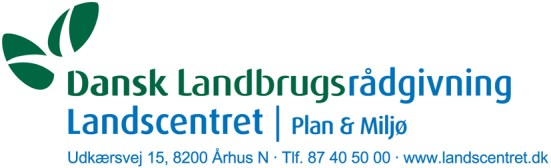 Dansk Landbrugsrådgivning
Landscentret | Plan & Miljø
Udkærsvej 15, 8200 Århus N · Tlf. 87 40 50 00 · www.landscentret.dk